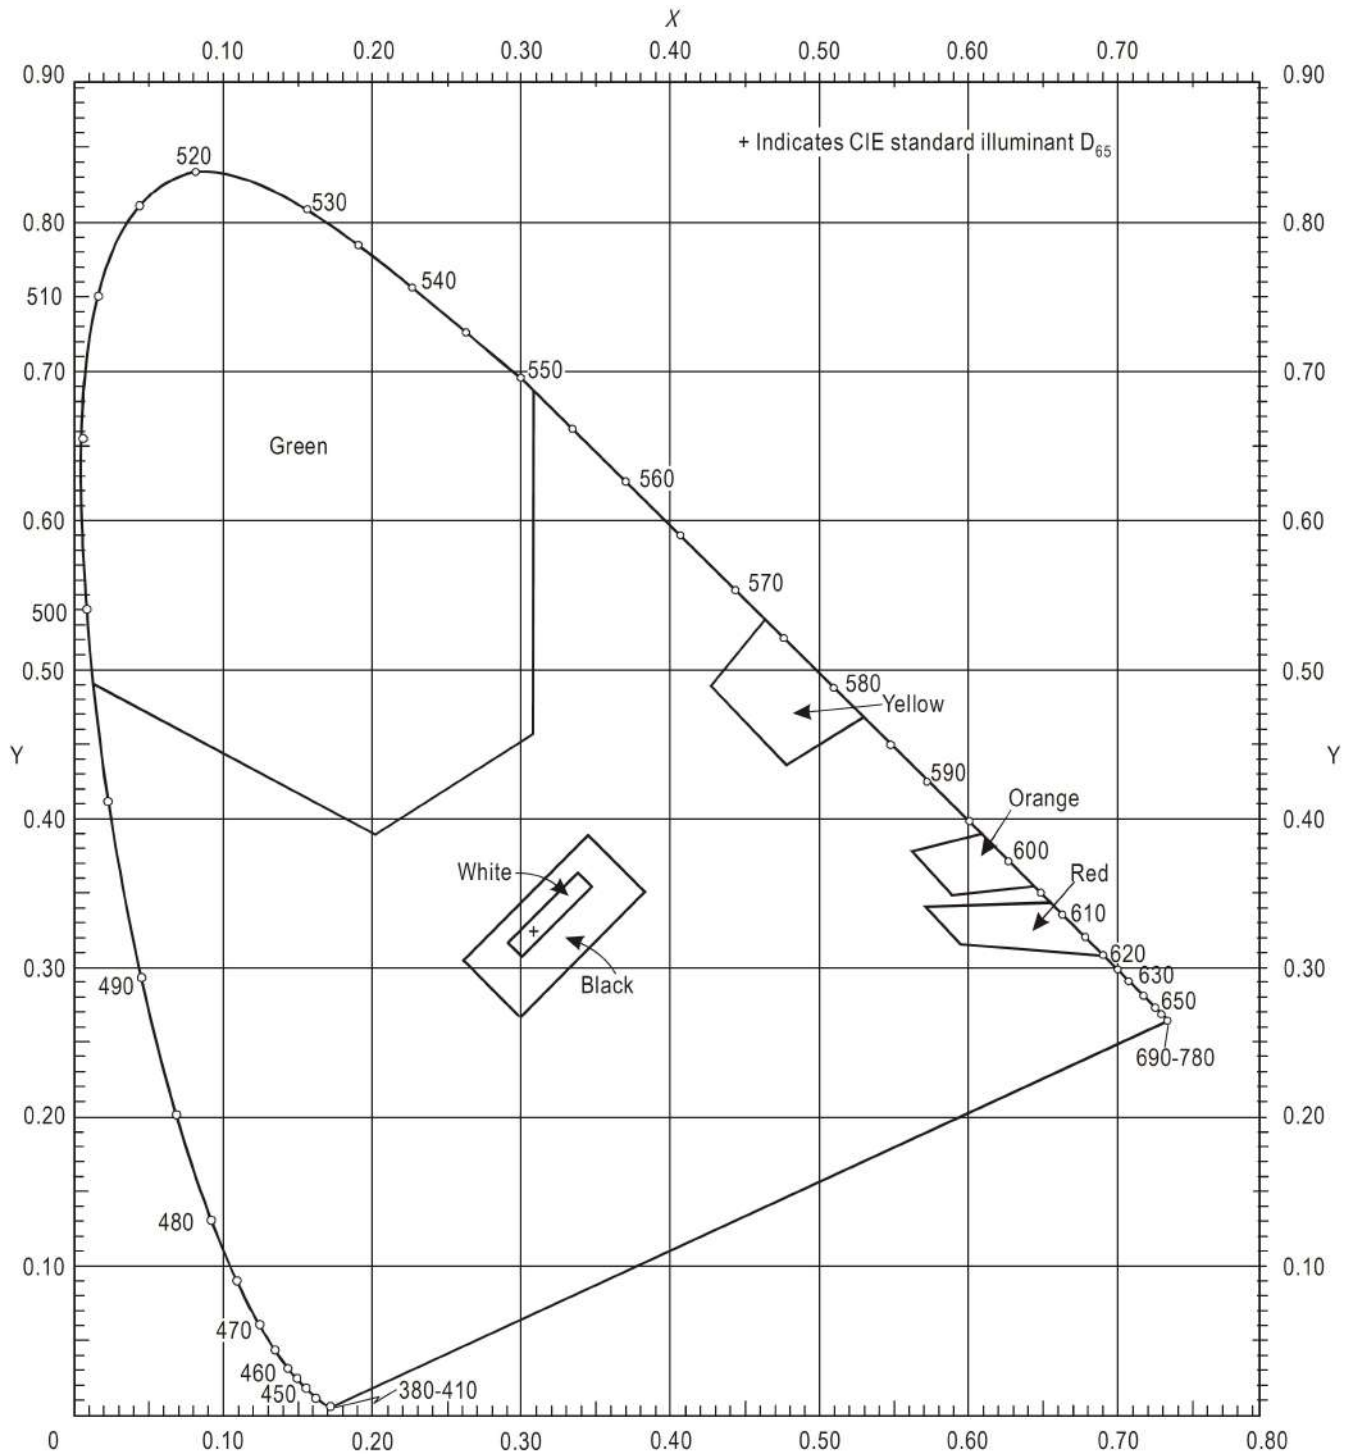 X
0.10 0.20 0.30 0.40 0.50 0.60 0.70
0.90 0.90
+ Indicates CIE standard illuminant D65
520
530
0.80 0.80
540
510
0.70 550 0.70
Green
560
0.60 0.60
570
500
0.50 0.50
580
Yellow
Y Y
590
Orange
0.40 0.40
600
White Red
610
620
0.30 0.30
630
490 Black
650
690-780
0.20 0.20
480
0.10 0.10
470
460
450 380-410
0 0.10 0.20 0.30 0.40 0.50 0.60 0.70 0.80